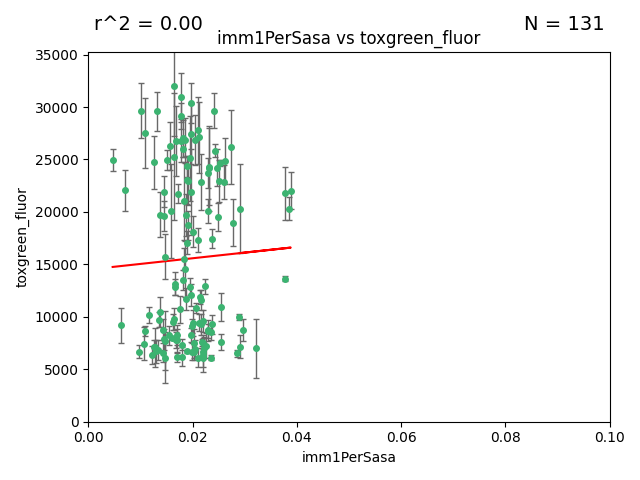 r^2 = 0.00
N = 131
imm1PerSasa vs toxgreen_fluor
35000
30000
25000
20000
15000
10000
5000
0
toxgreen_fluor
0.00
0.02
0.04
0.06
0.08
0.10
imm1PerSasa